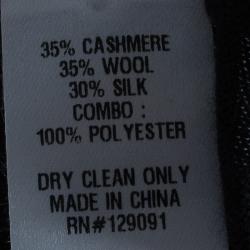 35% CASHMERE
35% WOOL
30% SILK
COMBO :
100% POLYESTER
DRY CLEAN ONLY
MADE IN CHINA
RN#129091